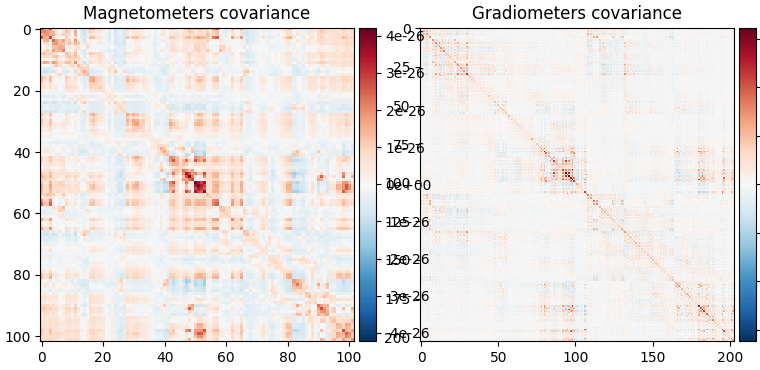 Magnetometers covariance
0
20
40
60
80
100
0 20 40 60 80 100
4e-26
3e-26
2e-26
1e-26
0e+00
-1e-26
-2e-26
-3e-26
-4e-26
Gradiometers covariance
0
25
50
75
100
125
150
175
200
0 50 100 150 200